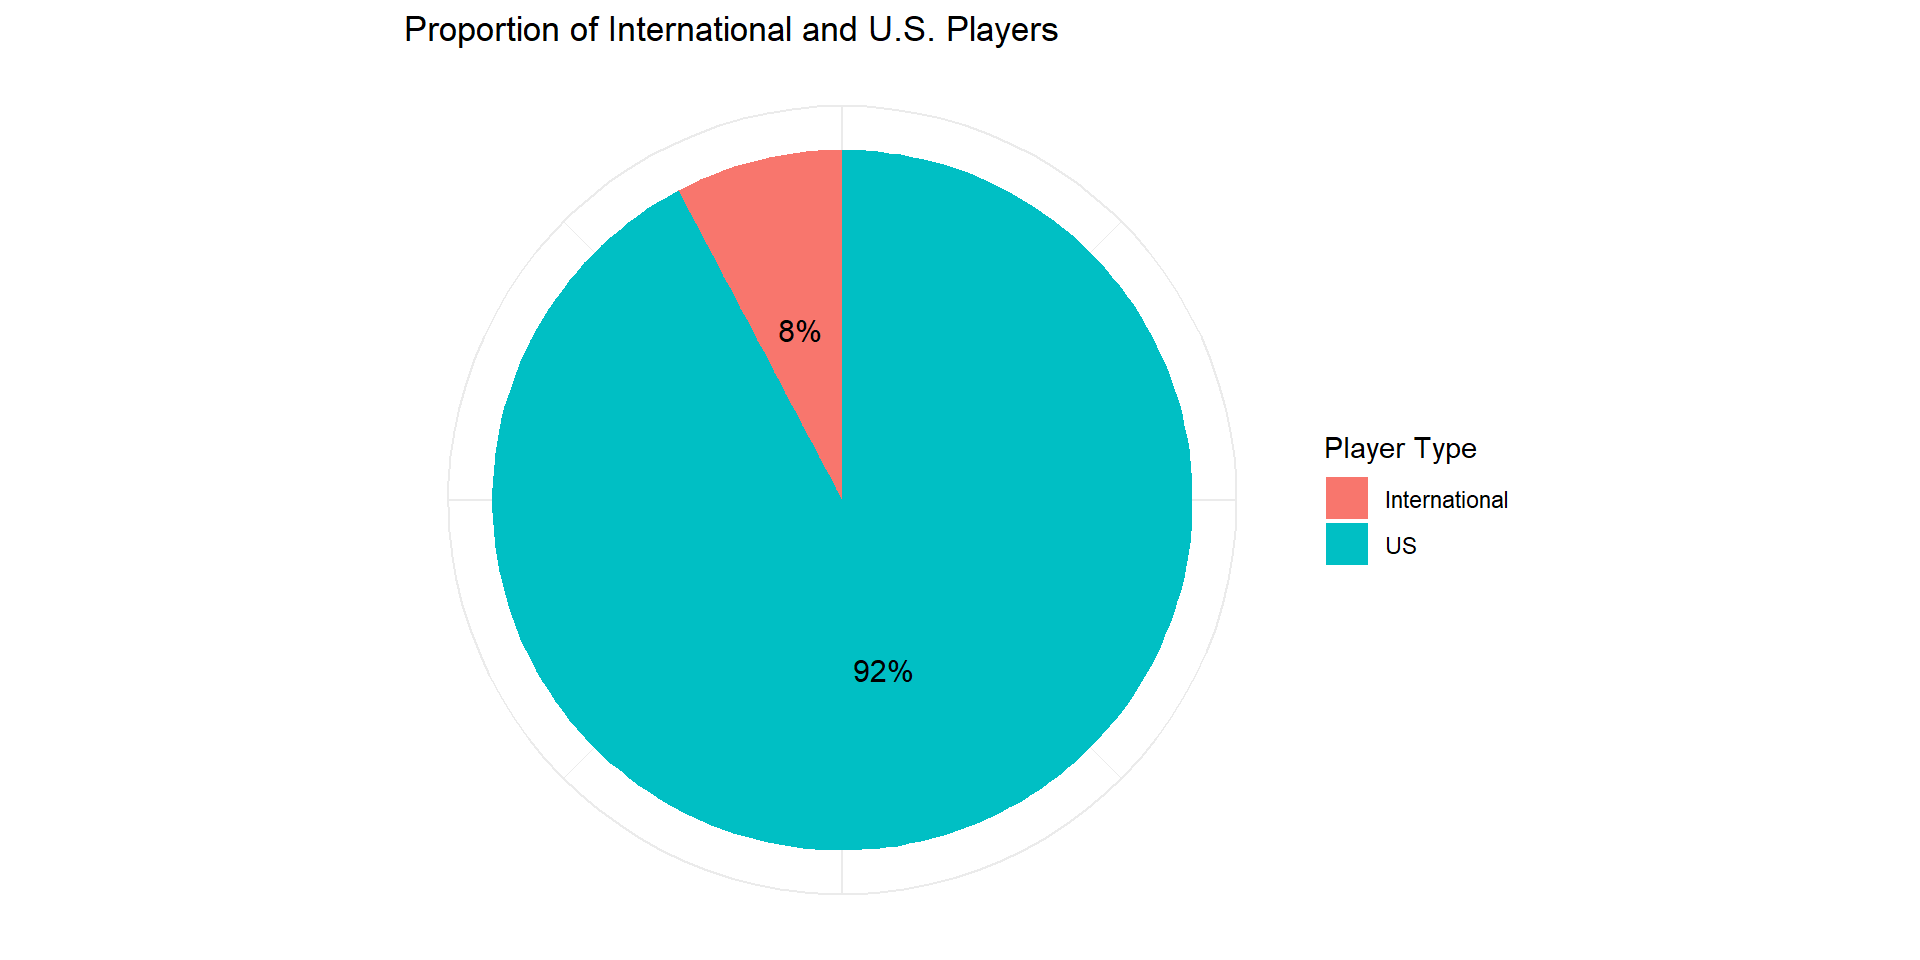 Proportion of International and U.S. Players
8%
92%
Player Type
International
US